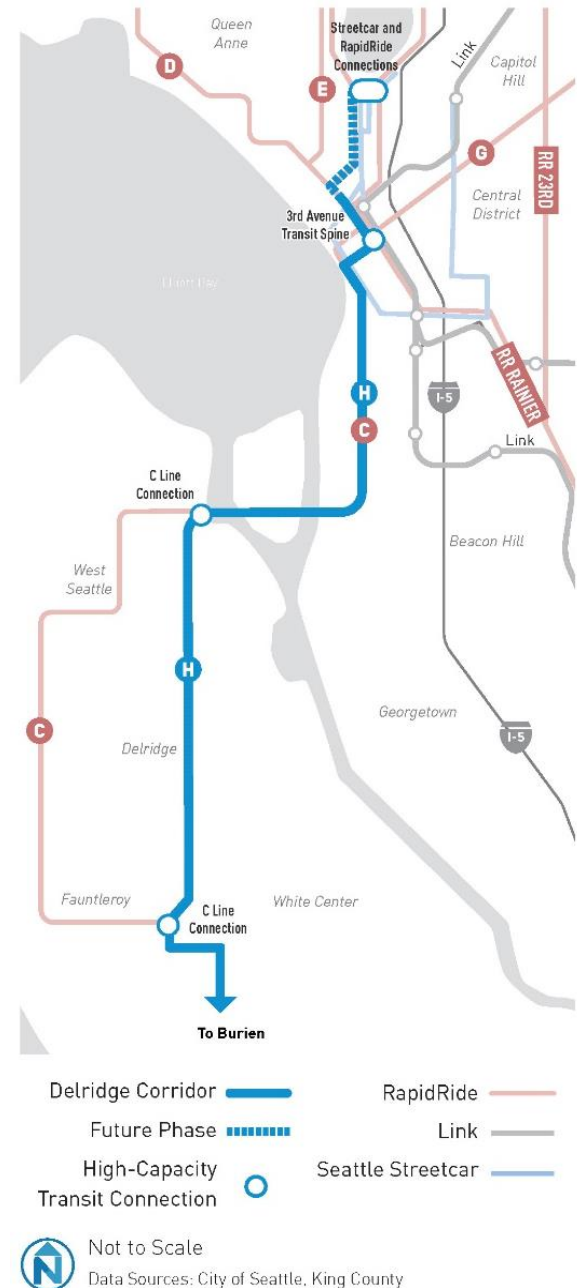 Queen
Anne
Streetcar and
RapidRide
Connections
Link
Capitol
Hill
D
E
G
RR 23RD
Central
District
3rd Avenue
Transit Spine
Elliott Bay
H
C
I-5
RR RAINIER
Link
C Line
Connection
Beacon Hill
West
Seattle
H
Georgetown
C
I-5
Delridge
Fauntleroy
White Center
C Line
Connection
To Burien
Delridge Corridor
RapidRide
Future Phase
Link
High-Capacity
Transit Connection
Seattle Streetcar
N
Not to Scale
Data Sources: City of Seattle, King County